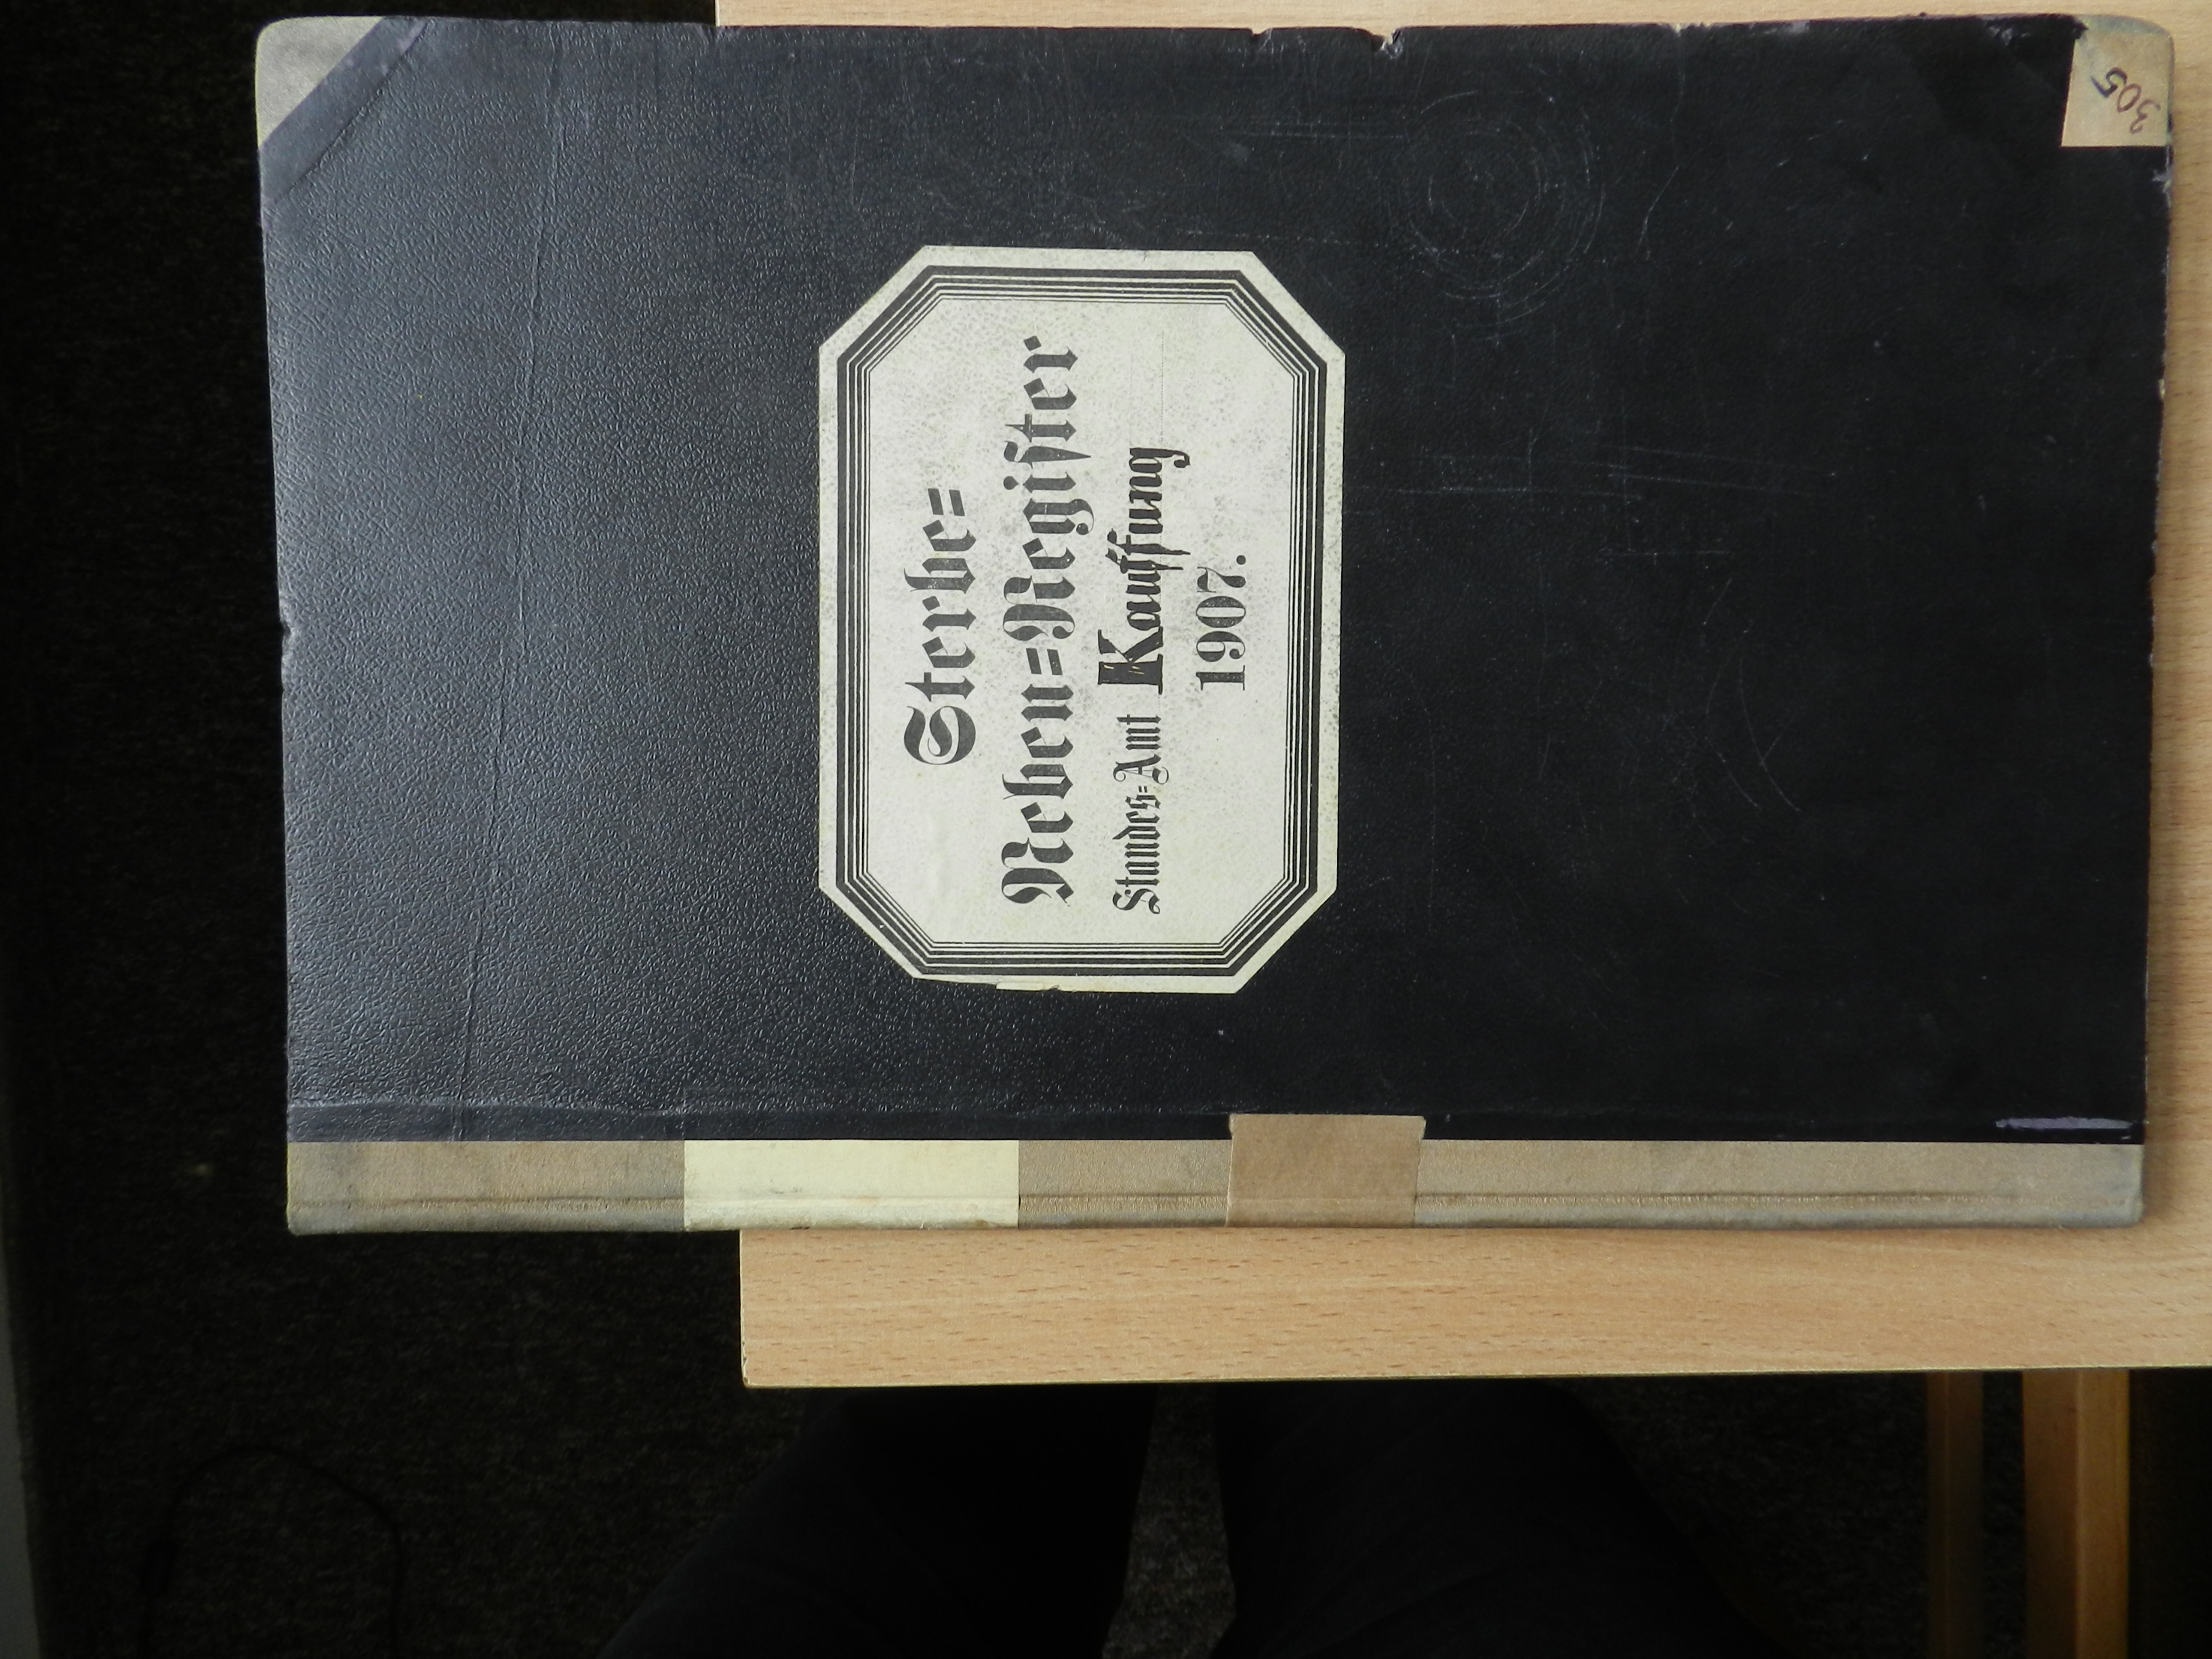 Sterbe=
Neben=Register
Standes=Amt Kauffung
1907.
305